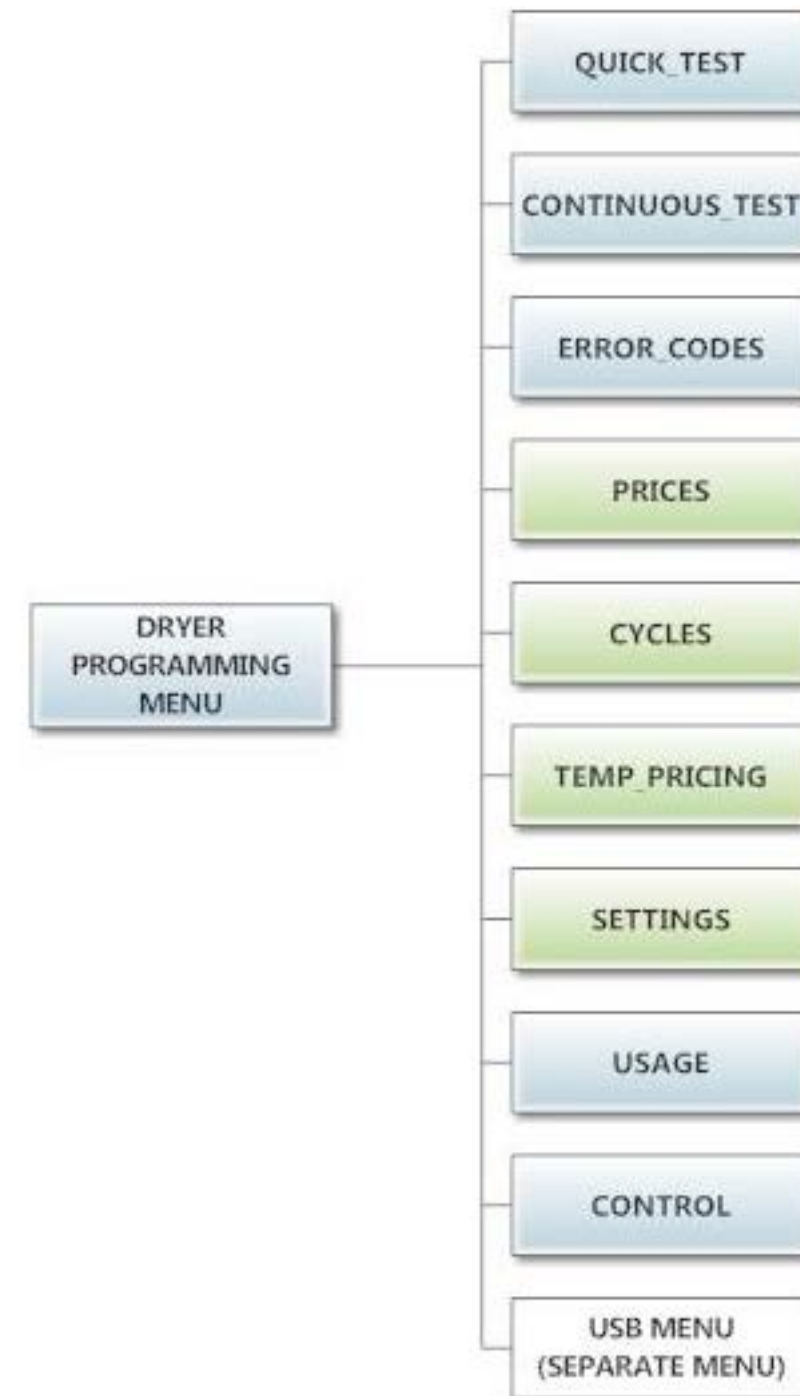 QUICK_TEST
CONTINUOUS_TEST
ERROR_CODES
PRICES
CYCLES
DRYER
PROGRAMMING
MENU
TEMP_PRICING
SETTINGS
USAGE
CONTROL
USB MENU
(SEPARATE MENU)